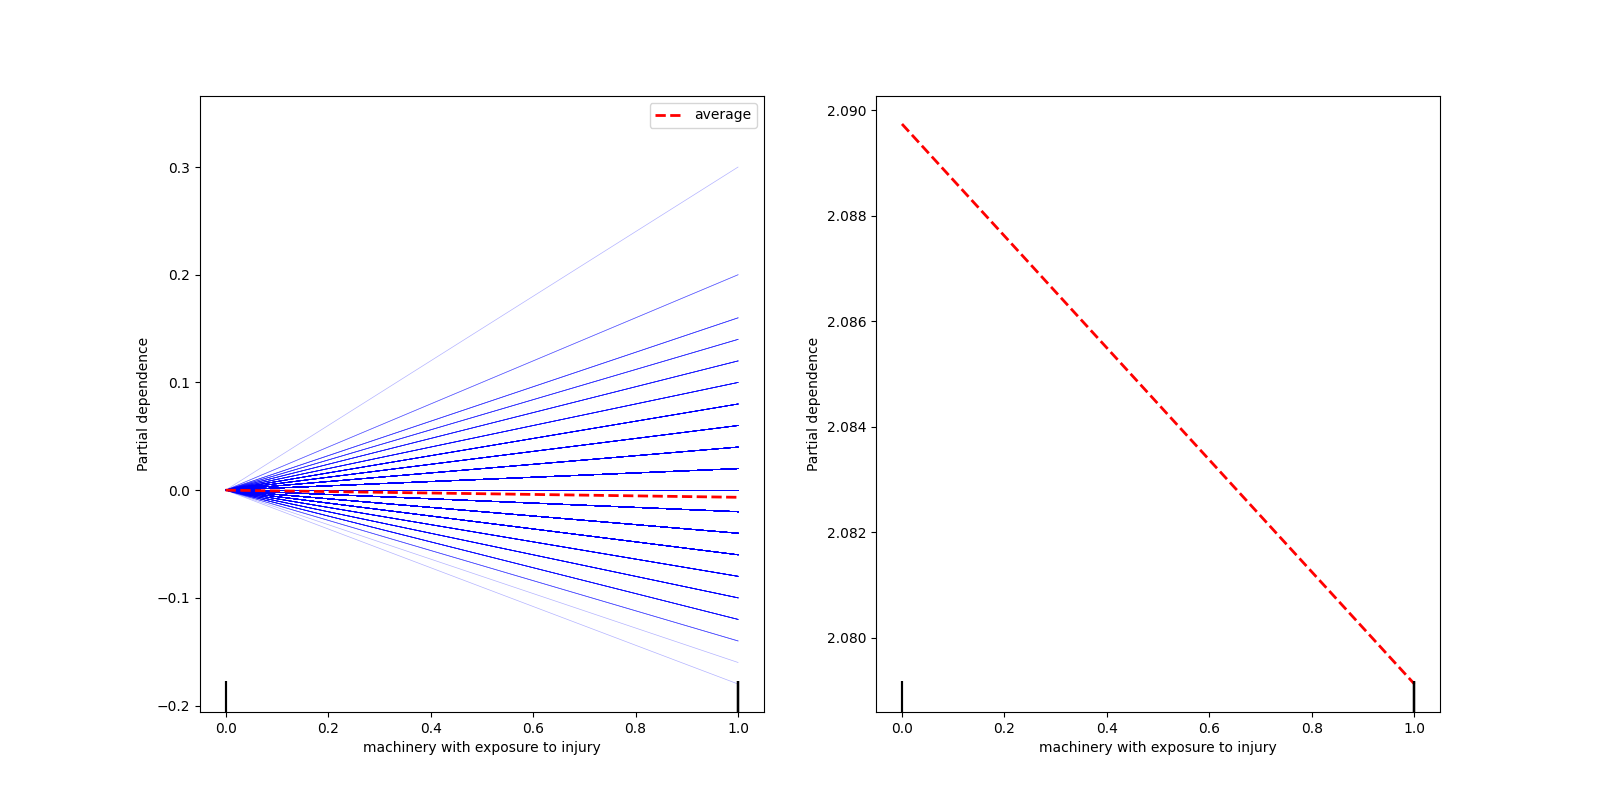 average
0.3
0.2
0.1
0.0
−0.1
−0.2
Partial dependence
0.0 0.2 0.4 0.6 0.8 1.0
machinery with exposure to injury
2.090
2.088
2.086
2.084
2.082
2.080
Partial dependence
0.0 0.2 0.4 0.6 0.8 1.0
machinery with exposure to injury